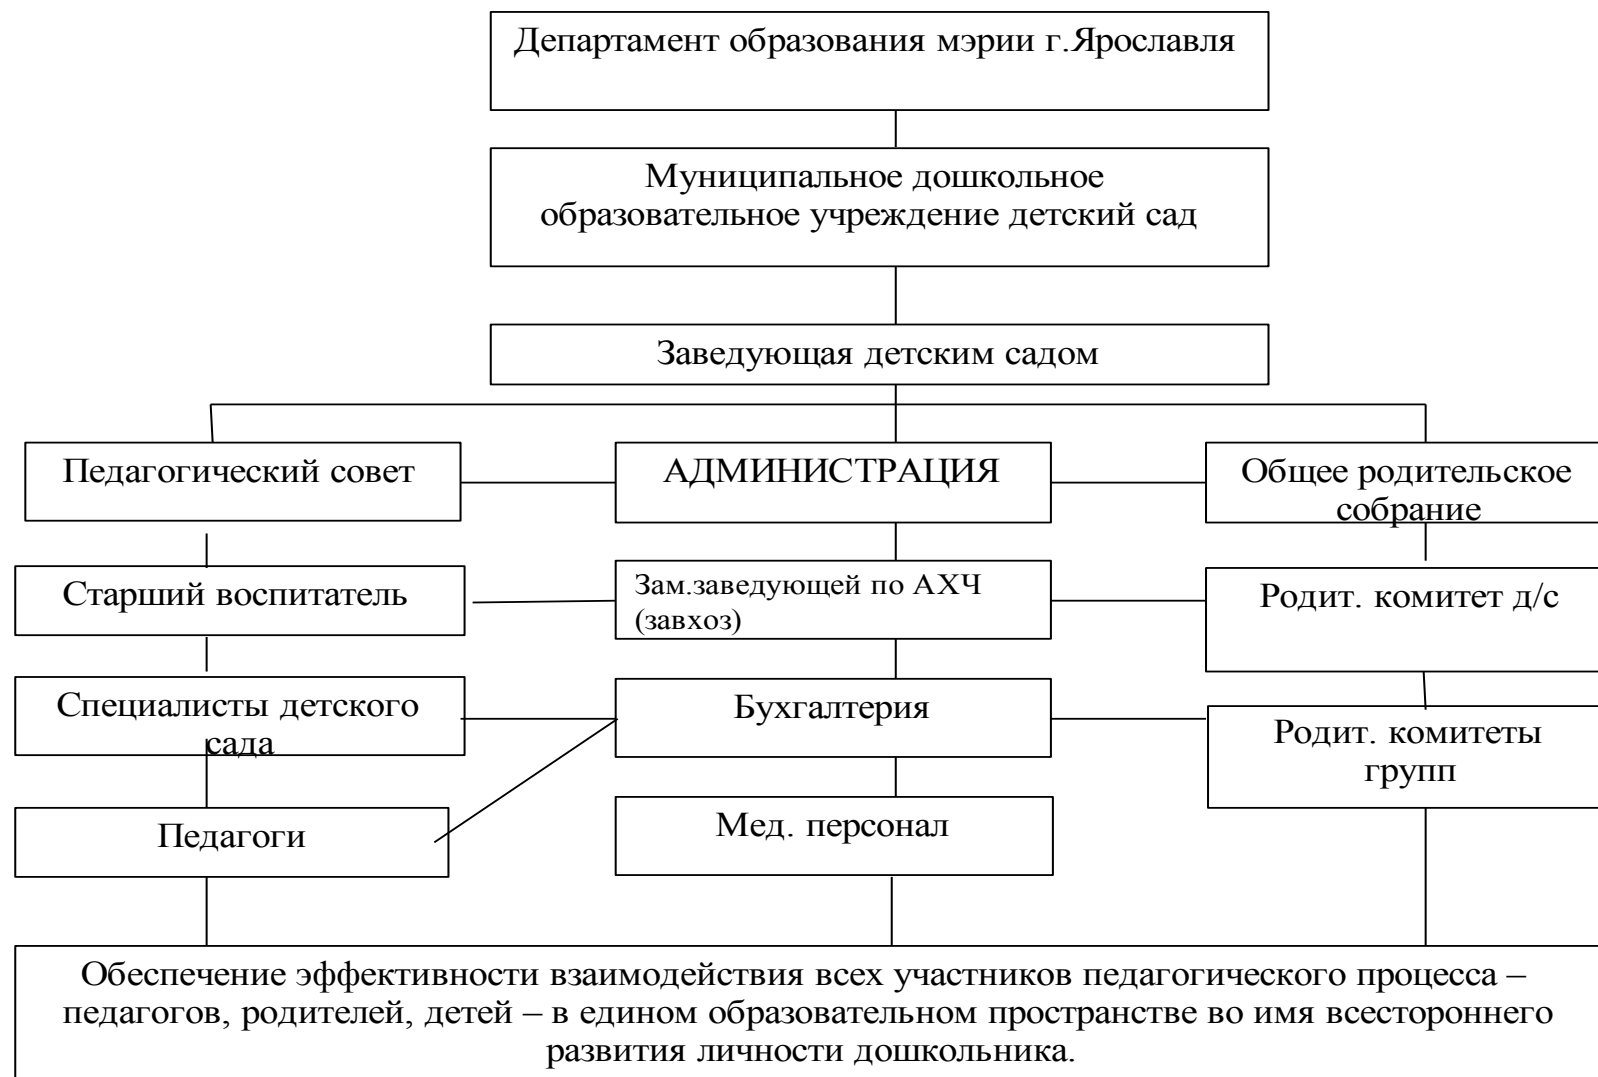 Департамент образования мэрии г.Ярославля
Муниципальное дошкольное
образовательное учреждение детский сад
Заведующая детским садом
Педагогический совет
АДМИНИСТРАЦИЯ
Общее родительское
собрание
Старший воспитатель
Зам.заведующей по АХЧ
(завхоз)
Родит. комитет д/с
Специалисты детского
сада
Бухгалтерия
Родит. комитеты
групп
Педагоги
Мед. персонал
Обеспечение эффективности взаимодействия всех участников педагогического процесса –
педагогов, родителей, детей – в едином образовательном пространстве во имя всестороннего
развития личности дошкольника.